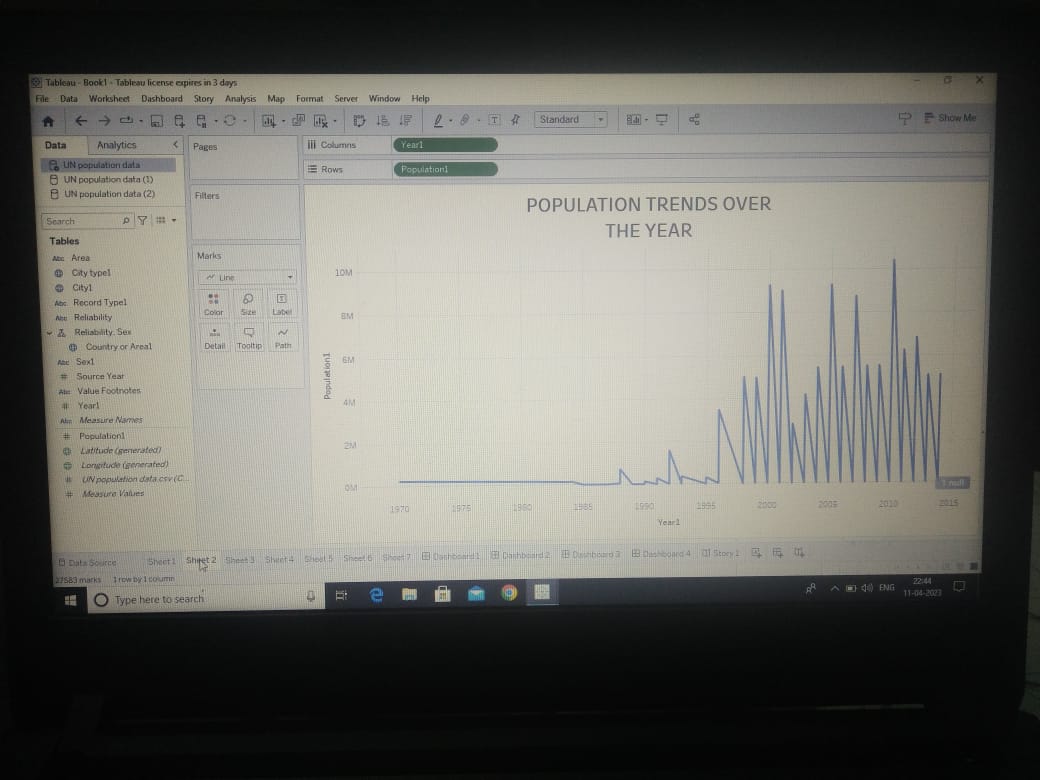 Tableau - Book1 - Tableau license expires in 3 days
File Data Worksheet Dashboard Story Analysis Map Format Server Window Help
Standard
Show Me
Data Analytics
Pages
Columns
Year1
Rows
Population1
UN population data
UN population data (1)
UN population data (2)
Search
Filters
Tables
Area
City type1
City1
Record Type1
Reliability
Reliability, Sex
Country or Area1
Sex1
Source Year
Value Footnotes
Year1
Measure Names
Population1
Latitude (generated)
Longitude (generated)
UN population data.csv (C...
Measure Values
Marks
Line
Color Size Label
Detail Tooltip Path
POPULATION TRENDS OVER
THE YEAR
10M
8M
6M
4M
2M
0M
Population1
1970 1975 1980 1985 1990 1995 2000 2005 2010 2015
Year1
1 null
Data Source Sheet 1 Sheet 2 Sheet 3 Sheet 4 Sheet 5 Sheet 6 Sheet 7 Dashboard 1 Dashboard 2 Dashboard 3 Dashboard 4 Story 1
27583 marks 1 row by 1 column
Type here to search
ENG
22:44
11-04-2023